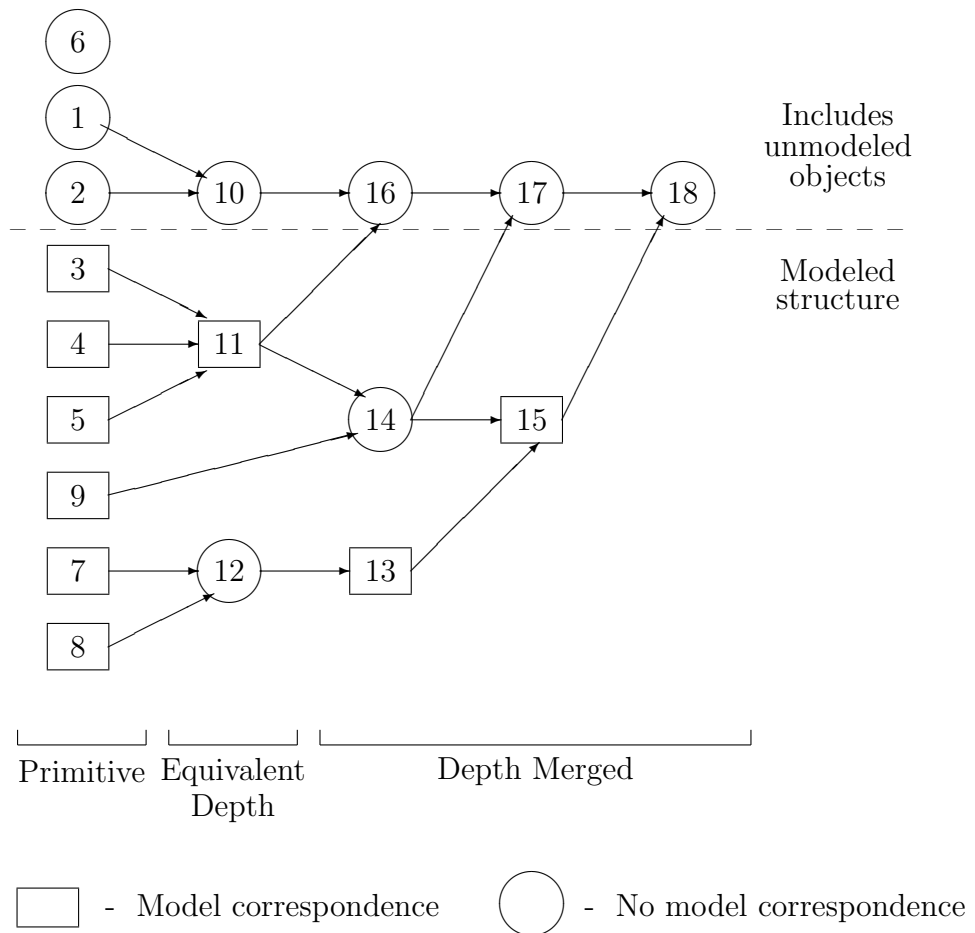 6
1
Includes
unmodeled
objects
2 10 16 17 18
3
Modeled
structure
4 11
5 14 15
9
7 12 13
8
Primitive
Equivalent
Depth
Depth Merged
- Model correspondence
- No model correspondence